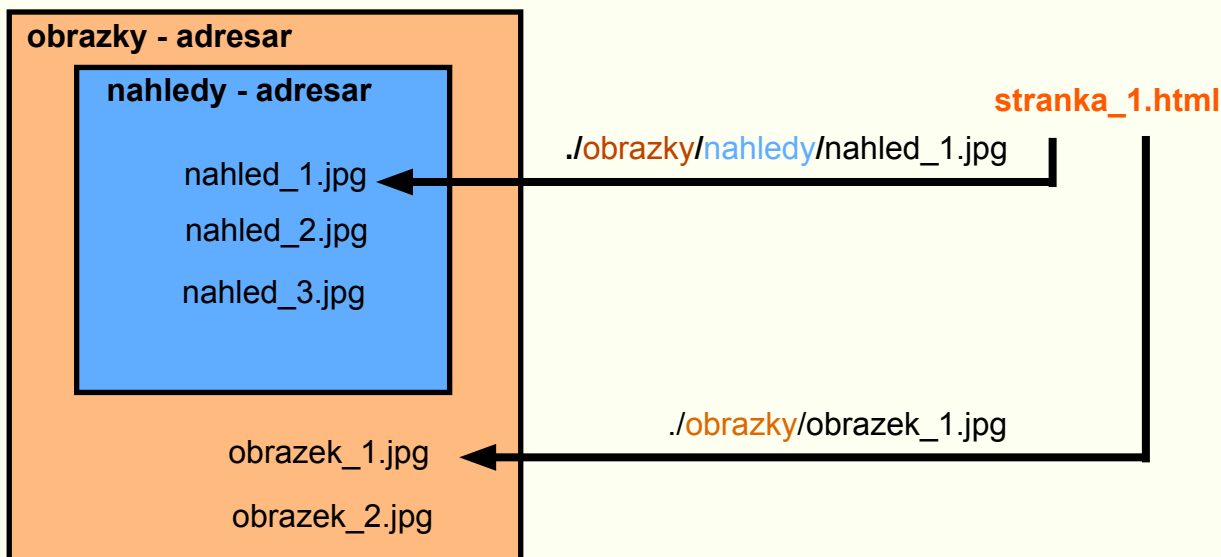 obrazky - adresar
nahledy - adresar
stranka_1.html
./obrazky/nahledy/nahled_1.jpg
nahled_1.jpg
nahled_2.jpg
nahled_3.jpg
./obrazky/obrazek_1.jpg
obrazek_1.jpg
obrazek_2.jpg